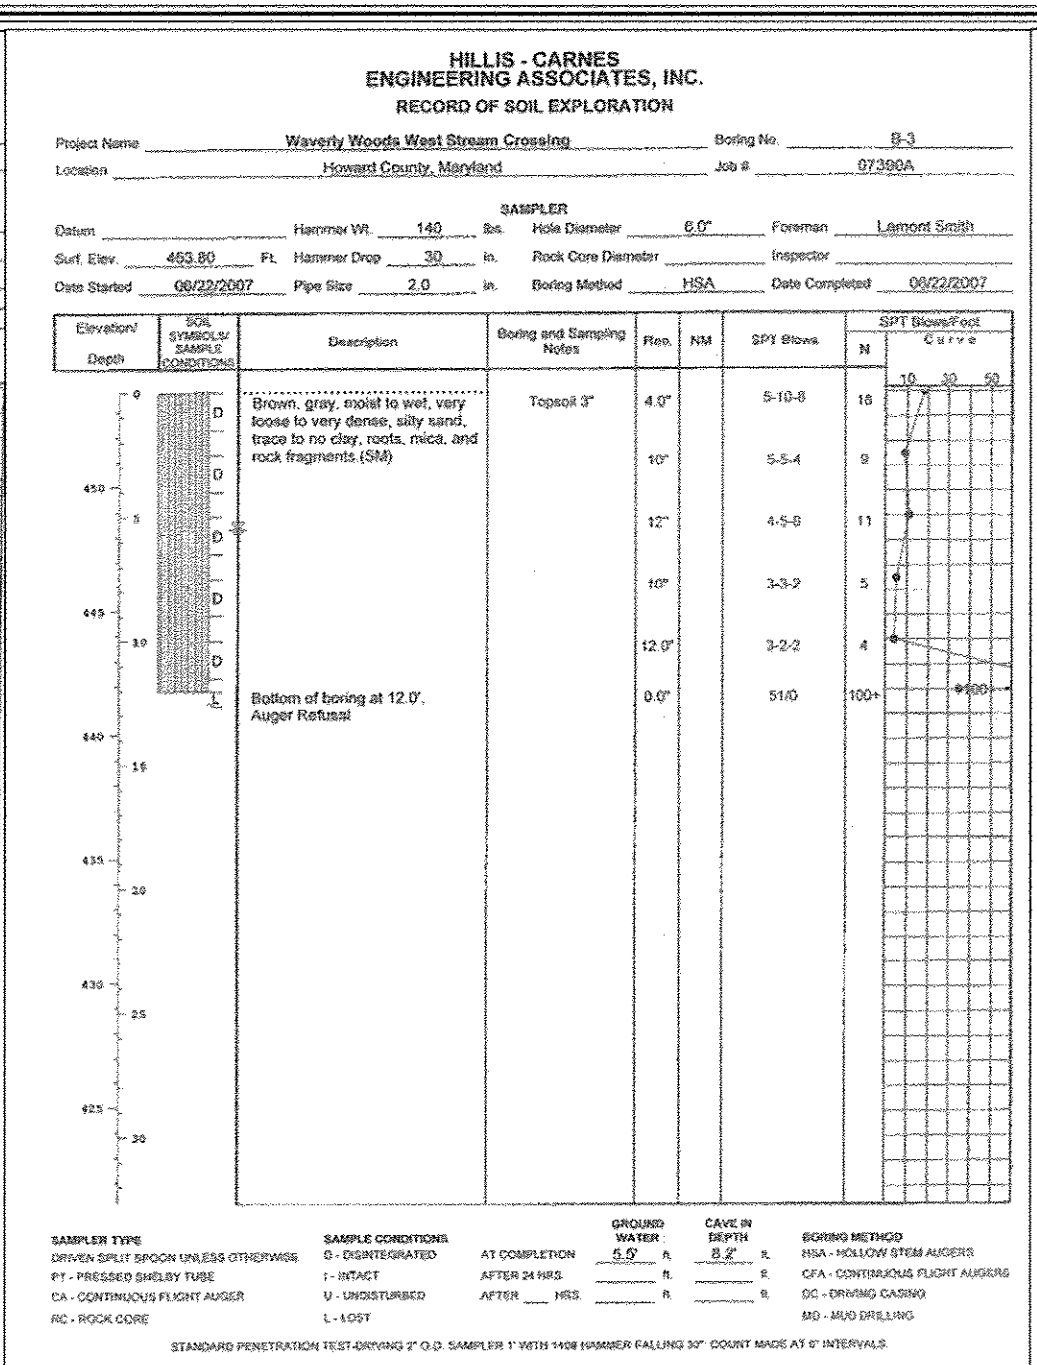 HILLIS - CARNES
ENGINEERING ASSOCIATES, INC.
RECORD OF SOIL EXPLORATION
Project Name Waverly Woods West Stream Crossing Boring No. B-3
Location Howard County, Maryland Job # 07390A
SAMPLER
Datum Hammer Wt. 140 lbs. Hole Diameter 6.0" Foreman Lamont Smith
Surf. Elev. 453.80 Ft. Hammer Drop 30 in. Rock Core Diameter Inspector
Date Started 06/22/2007 Pipe Size 2.0 in. Boring Method HSA Date Completed 06/22/2007
Elevation/ Depth
SOIL SYMBOLS/ SAMPLE CONDITIONS
Description
Boring and Sampling Notes
Rec. NM SPT Blows N
SPT Blows/Foot
Curve
10 30 50
0 D Brown, gray, moist to wet, very Topsoil 3" 4.0" 5-10-8 18
loose to very dense, silty sand,
trace to no clay, roots, mica, and
rock fragments (SM)
D 10" 5-5-4 9
450
5 D 12" 4-5-6 11
D 10" 3-3-2 5
445
10 D 12.0" 3-2-2 4
L Bottom of boring at 12.0', 0.0" 51/0 100+
Auger Refusal
440
15
435
20
430
25
425
30
SAMPLER TYPE
DRIVEN SPLIT SPOON UNLESS OTHERWISE
PT - PRESSED SHELBY TUBE
CA - CONTINUOUS FLIGHT AUGER
RC - ROCK CORE
SAMPLE CONDITIONS
D - DISINTEGRATED
I - INTACT
U - UNDISTURBED
L - LOST
GROUND WATER CAVE IN DEPTH
AT COMPLETION 5.5' ft. 8.2' ft.
AFTER 24 HRS. ft. ft.
AFTER ____ HRS. ft. ft.
BORING METHOD
HSA - HOLLOW STEM AUGERS
CFA - CONTINUOUS FLIGHT AUGERS
DC - DRIVING CASING
MD - MUD DRILLING
STANDARD PENETRATION TEST-DRIVING 2" O.D. SAMPLER 1' WITH 140# HAMMER FALLING 30": COUNT MADE AT 6" INTERVALS